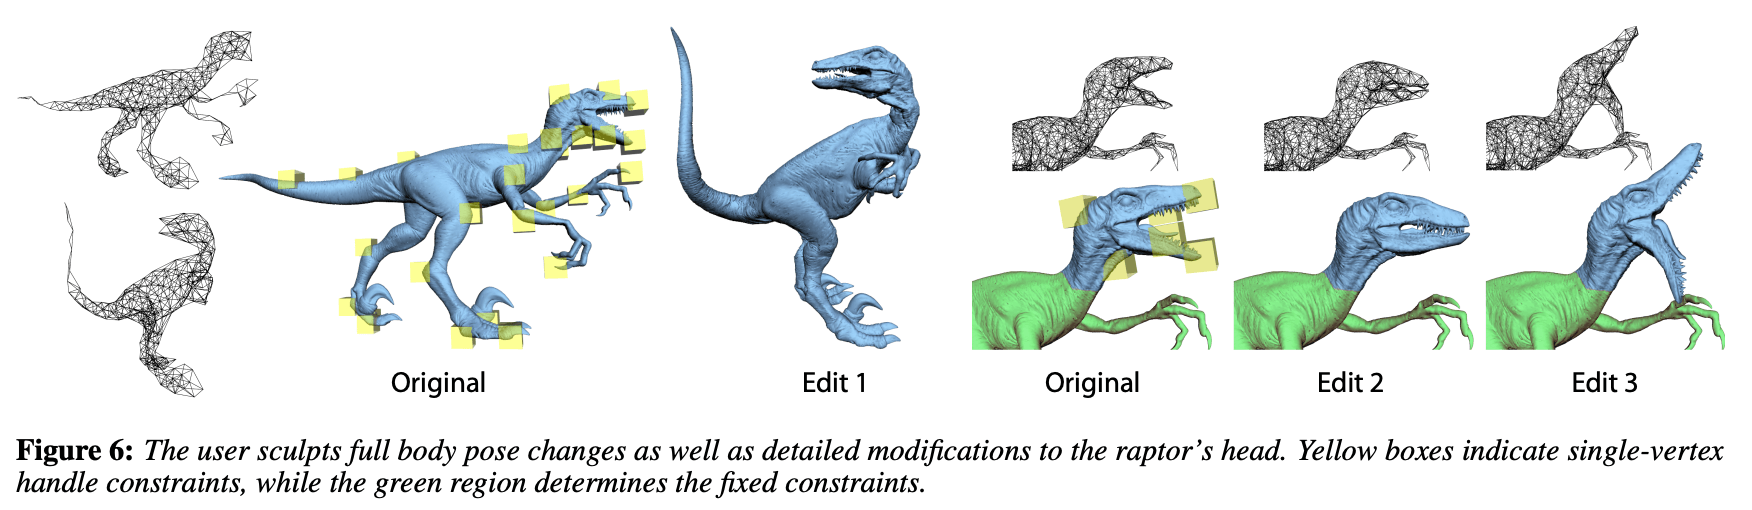 Original Edit 1 Original Edit 2 Edit 3
Figure 6: The user sculpts full body pose changes as well as detailed modifications to the raptor's head. Yellow boxes indicate single-vertex
handle constraints, while the green region determines the fixed constraints.